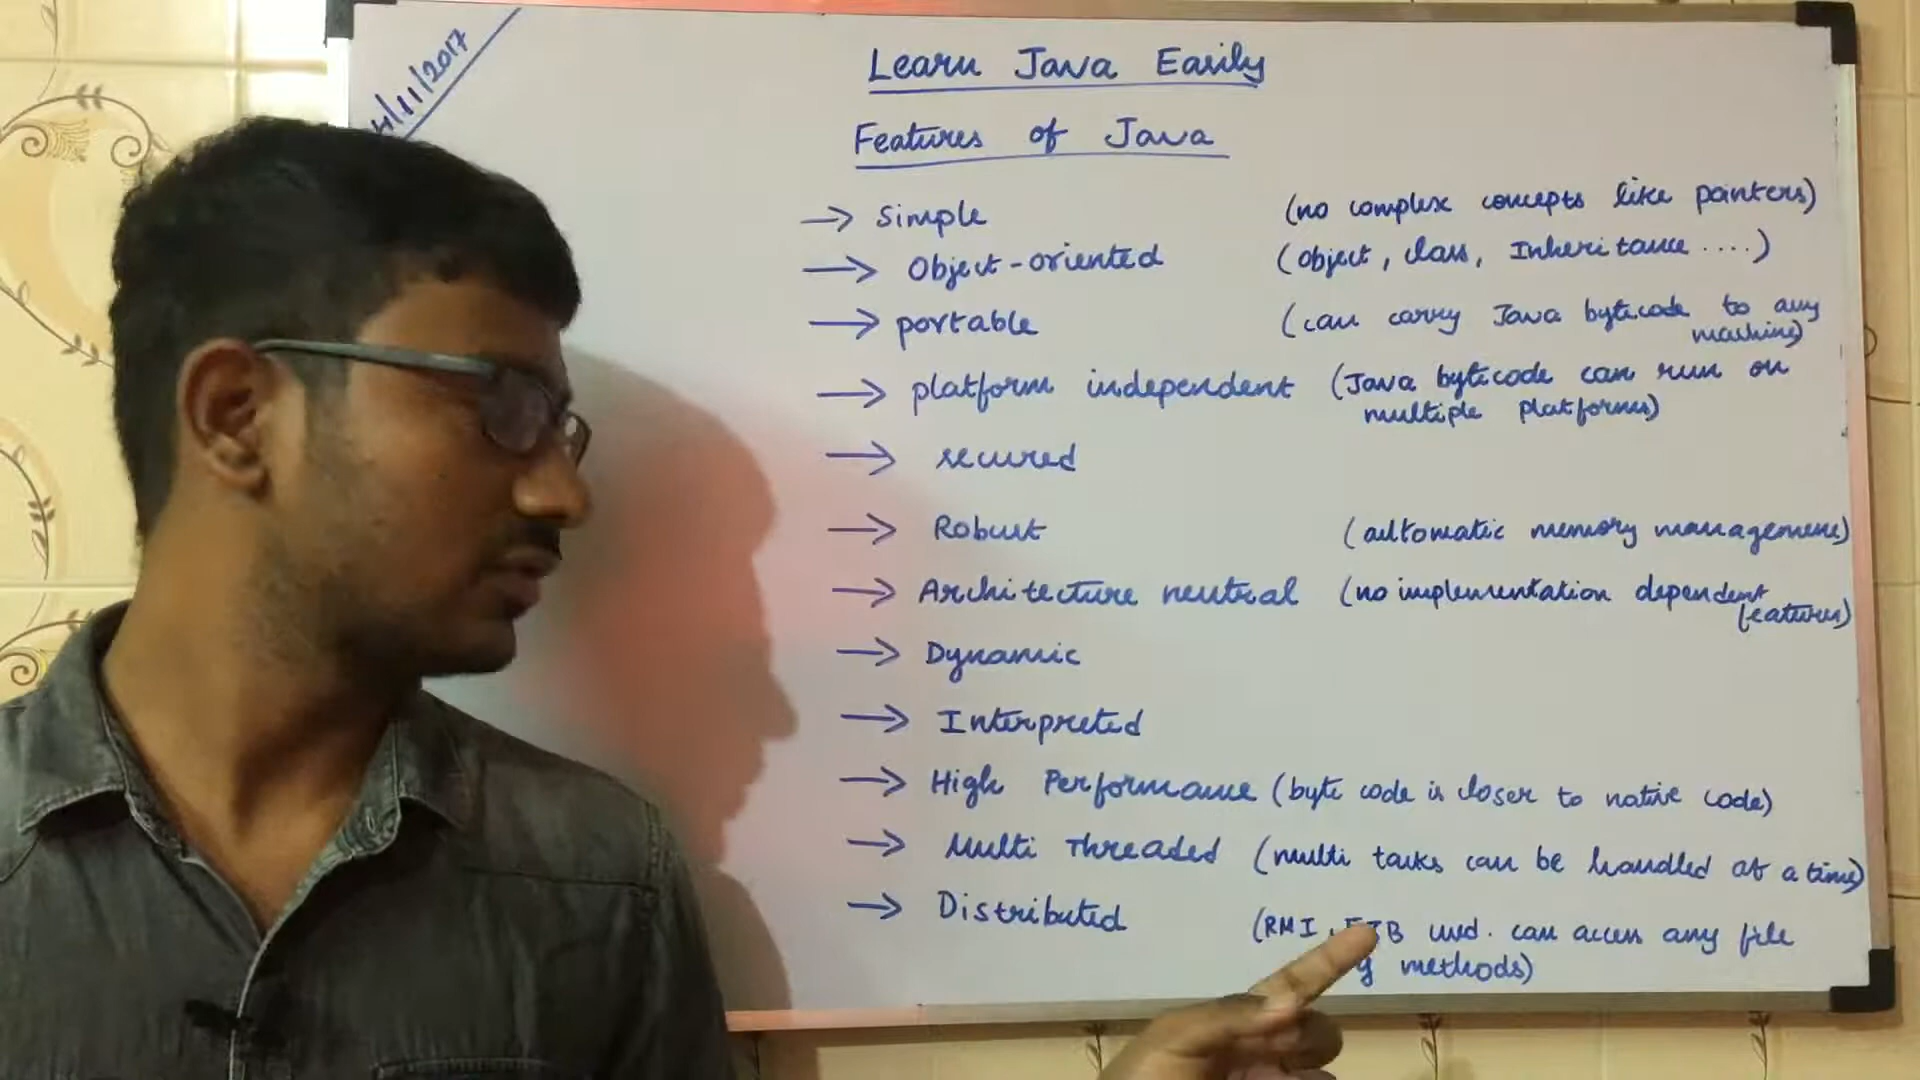 4/11/2017
Learn Java Easily
Features of Java
→ Simple (no complex concepts like pointers)
→ Object-oriented (object, class, Inheritance ....)
→ portable (can carry Java bytecode to any
machine)
→ platform independent (Java bytecode can run on
multiple platforms)
→ secured
→ Robust (automatic memory management)
→ Architecture neutral (no implementation dependent
features)
→ Dynamic
→ Interpreted
→ High Performance (byte code is closer to native code)
→ Multi Threaded (multi tasks can be handled at a time)
→ Distributed (RMI, EJB used. can access any file
methods)